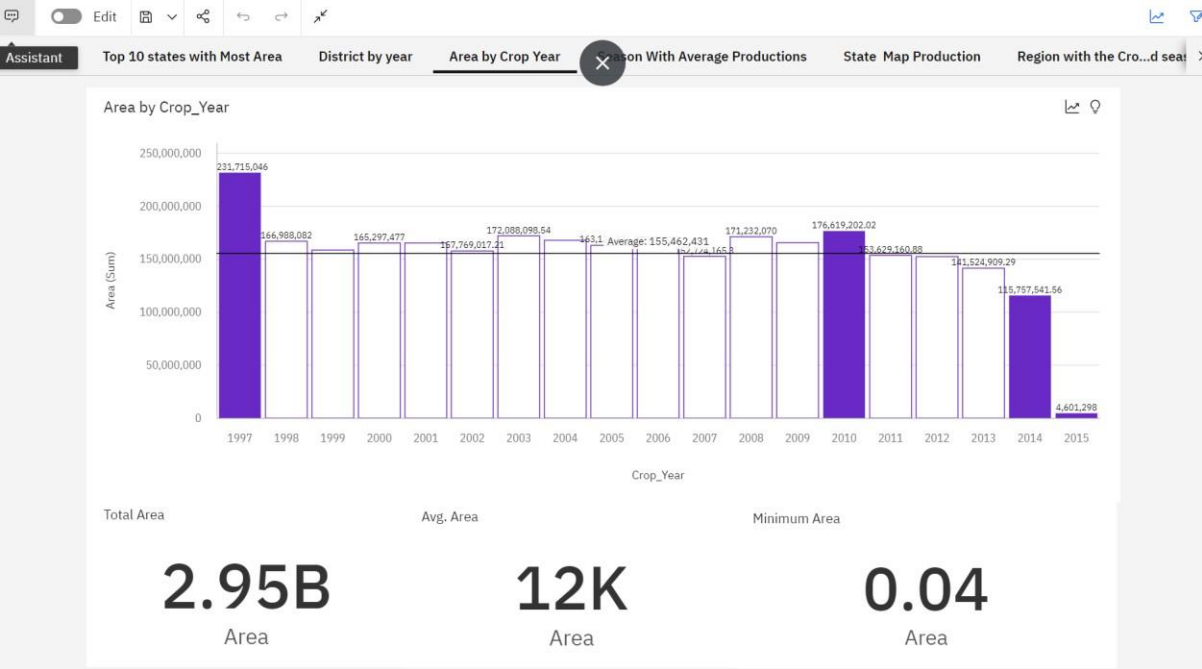 Edit
Assistant
Top 10 states with Most Area
District by year
Area by Crop Year
son With Average Productions
State Map Production
Region with the Cro...d sea
Area by Crop_Year
250,000,000
200,000,000
150,000,000
100,000,000
50,000,000
0
Area (Sum)
231,715,046
166,988,082
165,297,477
157,769,017.21
172,088,098.54
163,1
Average: 155,462,431
171,232,070
176,619,202.02
153,629,160.88
141,524,909.29
115,757,541.56
4,601,298
1997 1998 1999 2000 2001 2002 2003 2004 2005 2006 2007 2008 2009 2010 2011 2012 2013 2014 2015
Crop_Year
Total Area
Avg. Area
Minimum Area
2.95B
12K
0.04
Area
Area
Area